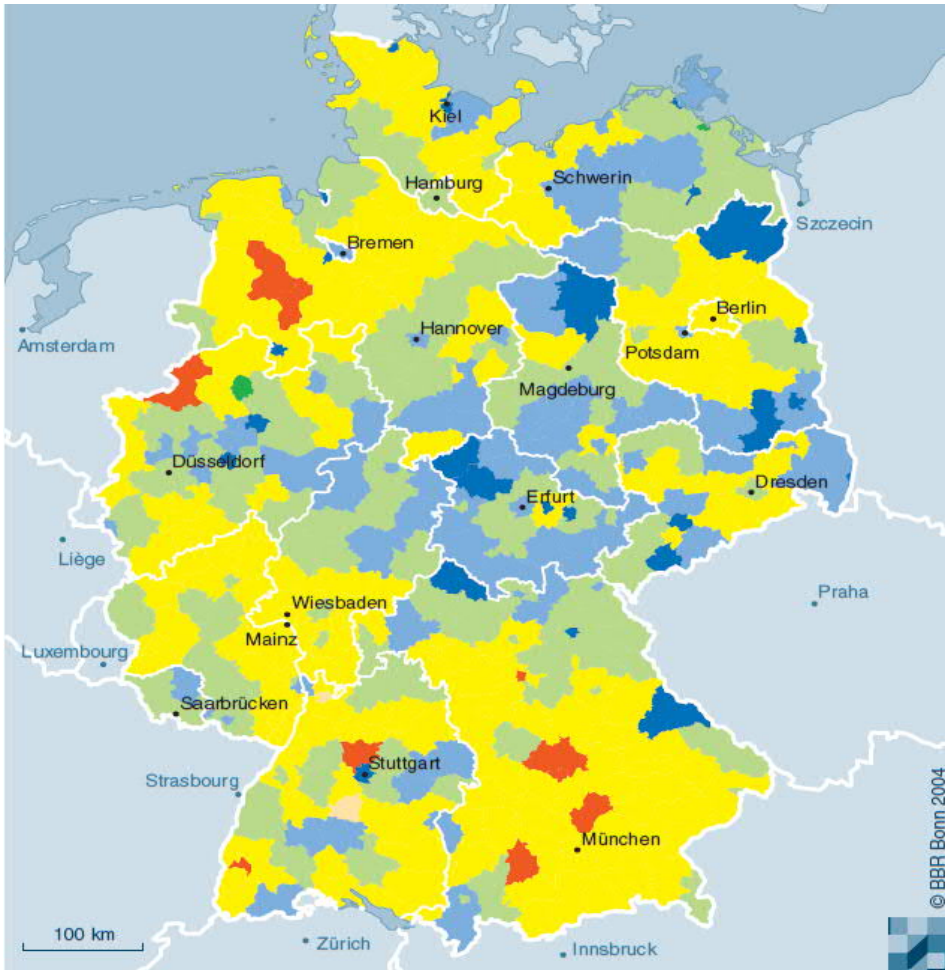 Kiel
Hamburg
Schwerin
Szczecin
Bremen
Berlin
Hannover
Potsdam
Amsterdam
Magdeburg
Düsseldorf
Erfurt
Dresden
Liège
Wiesbaden
Praha
Mainz
Luxembourg
Saarbrücken
Stuttgart
Strasbourg
München
© BBR Bonn 2004
100 km
Zürich
Innsbruck